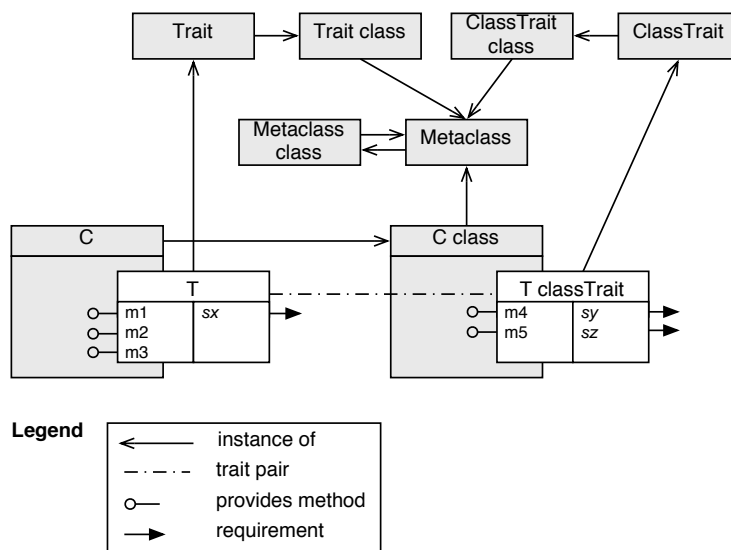 Trait
Trait class
ClassTrait
class
ClassTrait
Metaclass
class
Metaclass
C
C class
T
T classTrait
m1
sx
m2
m3
m4
sy
m5
sz
Legend
instance of
trait pair
provides method
requirement